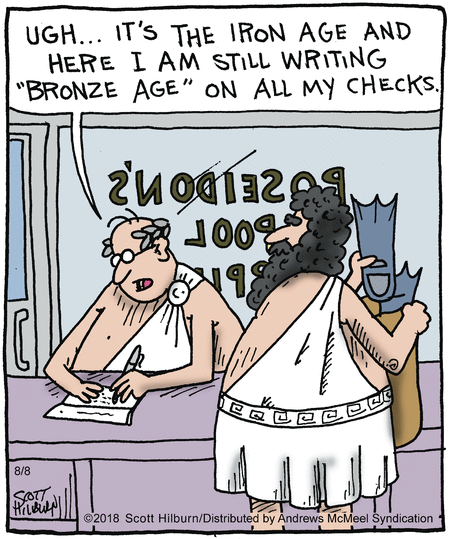 UGH... IT'S THE IRON AGE AND
HERE I AM STILL WRITING
"BRONZE AGE" ON ALL MY CHECKS.
POSEIDON'S
POOL
8/8
SCOTT
HILBURN
©2018 Scott Hilburn/Distributed by Andrews McMeel Syndication